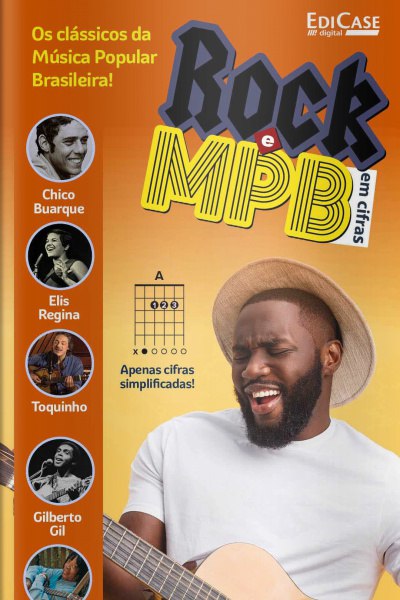 EDICASE
digital
Os clássicos da
Música Popular
Brasileira!
Rock
e
MPB
em cifras
Chico
Buarque
Elis
Regina
Toquinho
Gilberto
Gil
A
1 2 3
x
Apenas cifras
simplificadas!